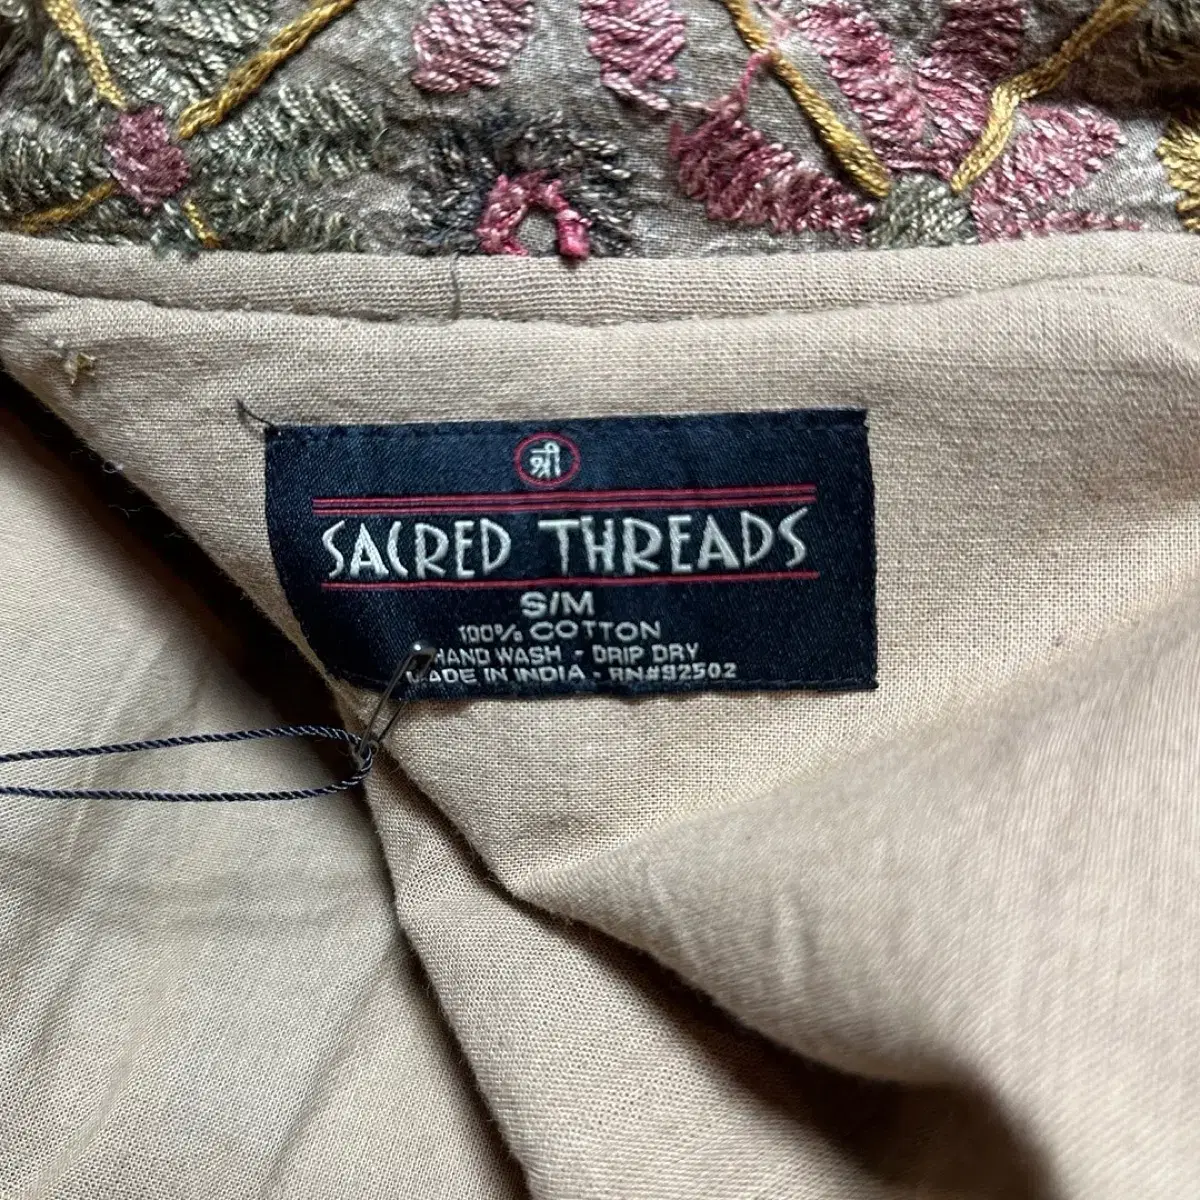 श्री
SACRED THREADS
S/M
100% COTTON
HAND WASH - DRIP DRY
MADE IN INDIA - RN#92502